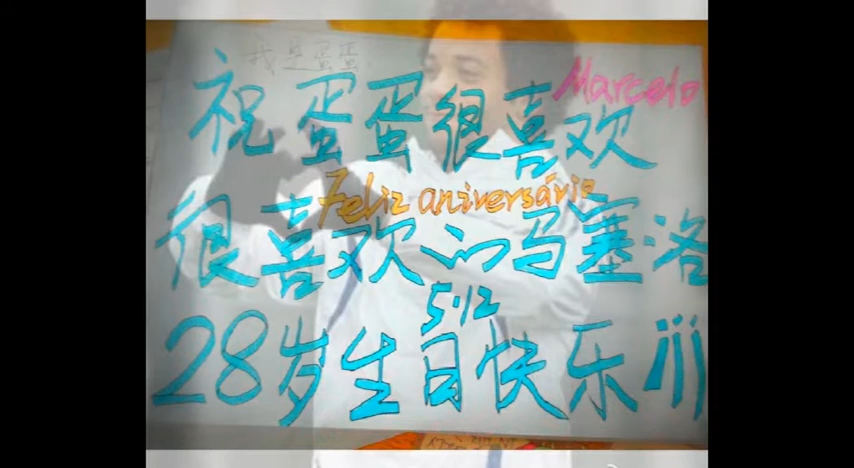 我是蛋蛋
Marcelo
祝蛋蛋很喜欢
Feliz aniversário
很喜欢的马塞洛
5.12
28岁生日快乐!!!